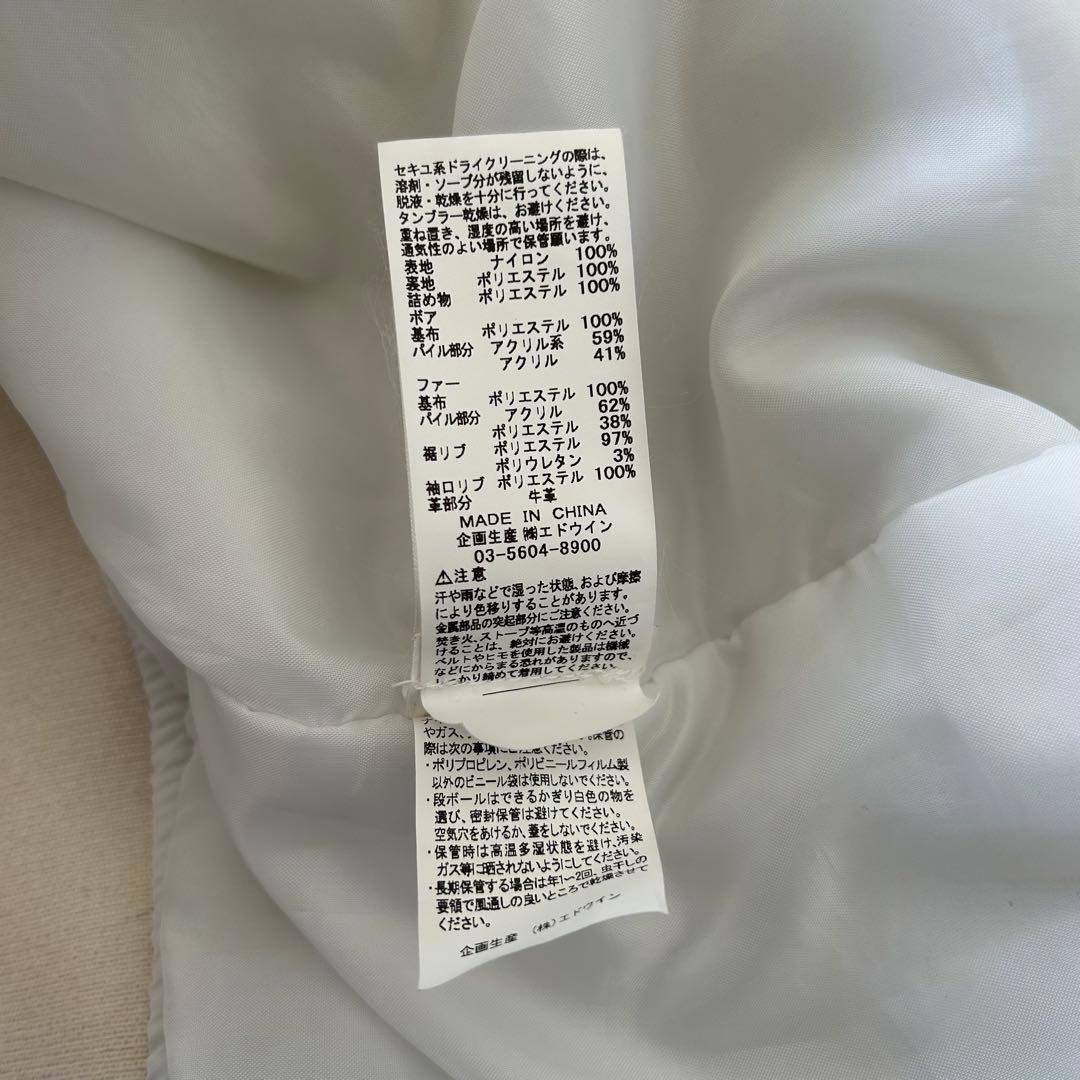 セキユ系ドライクリーニングの際は、
溶剤・ソープ分が残留しないように、
脱液・乾燥を十分に行ってください。
タンブラー乾燥は、お避けください。
重ね置き、湿度の高い場所を避け、
通気性のよい場所で保管願います。
表地 ナイロン 100%
裏地 ポリエステル 100%
詰め物 ポリエステル 100%
ボア
基布 ポリエステル 100%
パイル部分 アクリル系 59%
アクリル 41%
ファー
基布 ポリエステル 100%
パイル部分 アクリル 62%
ポリエステル 38%
裾リブ ポリエステル 97%
ポリウレタン 3%
袖口リブ ポリエステル 100%
革部分 牛革
MADE IN CHINA
企画生産 ㈱エドウイン
03-5604-8900
⚠注意
汗や雨などで湿った状態、および摩擦
により色移りすることがあります。
金属部品の突起部分にご注意ください。
焚き火、ストーブ等高温のものへ近づ
けることは、絶対にお避けください。
ベルトやヒモを使用した製品は機械
などにからまる恐れがありますので、
しっかり締めて着用してください。
やガス、 保管の
際は次の事項にご注意ください。
・ポリプロピレン、ポリビニールフィルム製
以外のビニール袋は使用しないでください。
・段ボールはできるかぎり白色の物を
選び、密封保管は避けてください。
空気穴をあけるか、蓋をしないでください。
・保管時は高温多湿状態を避け、汚染
ガス等に晒されないようにしてください。
・長期保管する場合は年1〜2回、虫干しの
要領で風通しの良いところで乾燥させて
ください。
企画生産 (株)エドウイン